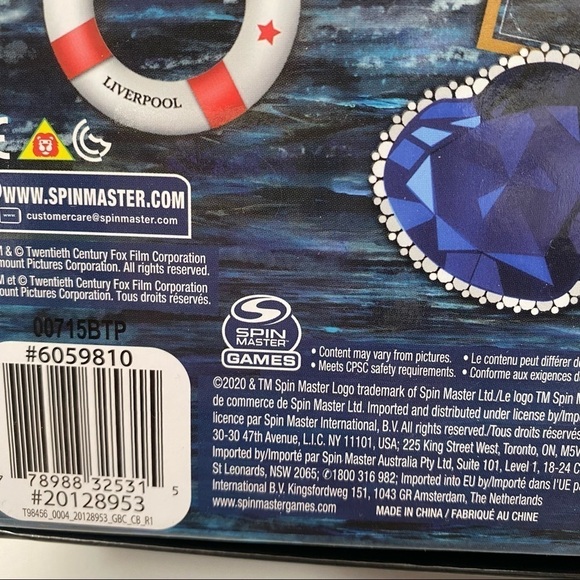 LIVERPOOL
WWW.SPINMASTER.COM
www
customercare@spinmaster.com
& © Twentieth Century Fox Film Corporation
mount Pictures Corporation. All rights reserved.
et © Twentieth Century Fox Film Corporation
ount Pictures Corporation. Tous droits réservés.
00715BTP
SPIN
MASTER
GAMES
#6059810
7 78988 32531 5
#20128953
T98456_0004_20128953_GBC_CB_R1
• Content may vary from pictures. • Le contenu peut différer
• Meets CPSC safety requirements. • Conforme aux exigences
©2020 & TM Spin Master Logo trademark of Spin Master Ltd./Le logo TM Spin
de commerce de Spin Master Ltd. Imported and distributed under license by/
licence par Spin Master International, B.V. All rights reserved./Tous droits
30-30 47th Avenue, L.I.C. NY 11101, USA; 225 King Street West, Toronto, ON, M5V
Imported by/Importé par Spin Master Australia Pty Ltd, Suite 101, Level 1, 18-24
St Leonards, NSW 2065; ✆1800 316 982; Imported into EU by/Importé dans l'UE
International B.V. Kingsfordweg 151, 1043 GR Amsterdam, The Netherlands
www.spinmaster.com
MADE IN CHINA / FABRIQUÉ AU CHINE